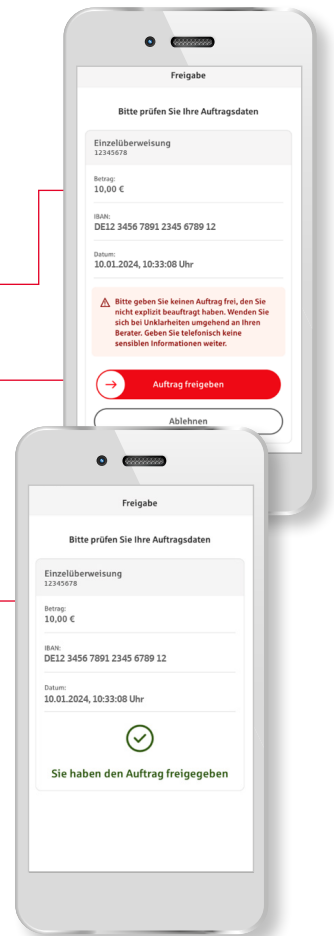 Freigabe
Bitte prüfen Sie Ihre Auftragsdaten
Einzelüberweisung
12345678
Betrag:
10,00 €
IBAN:
DE12 3456 7891 2345 6789 12
Datum:
10.01.2024, 10:33:08 Uhr
Bitte geben Sie keinen Auftrag frei, den Sie
nicht explizit beauftragt haben. Wenden Sie
sich bei Unklarheiten umgehend an Ihren
Berater. Geben Sie telefonisch keine
sensiblen Informationen weiter.
Auftrag freigeben
Ablehnen
Freigabe
Bitte prüfen Sie Ihre Auftragsdaten
Einzelüberweisung
12345678
Betrag:
10,00 €
IBAN:
DE12 3456 7891 2345 6789 12
Datum:
10.01.2024, 10:33:08 Uhr
Sie haben den Auftrag freigegeben